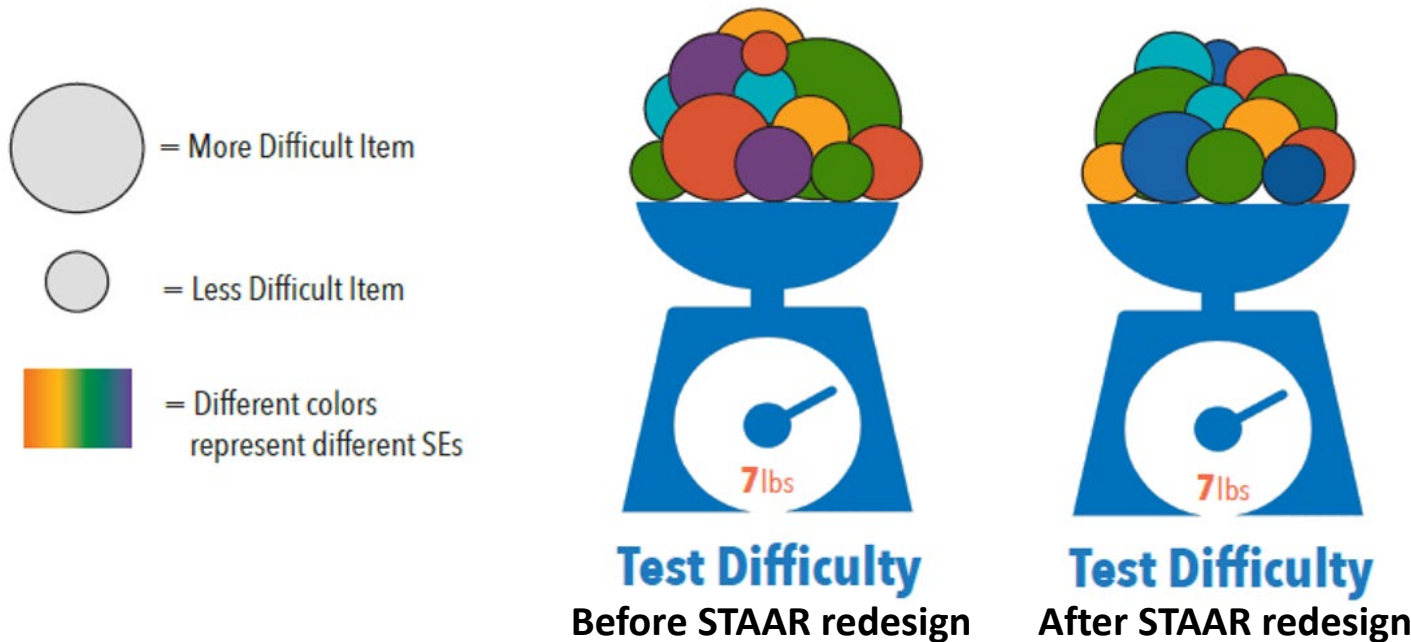 = More Difficult Item
= Less Difficult Item
= Different colors
represent different SEs
7lbs
Test Difficulty
Before STAAR redesign
7lbs
Test Difficulty
After STAAR redesign